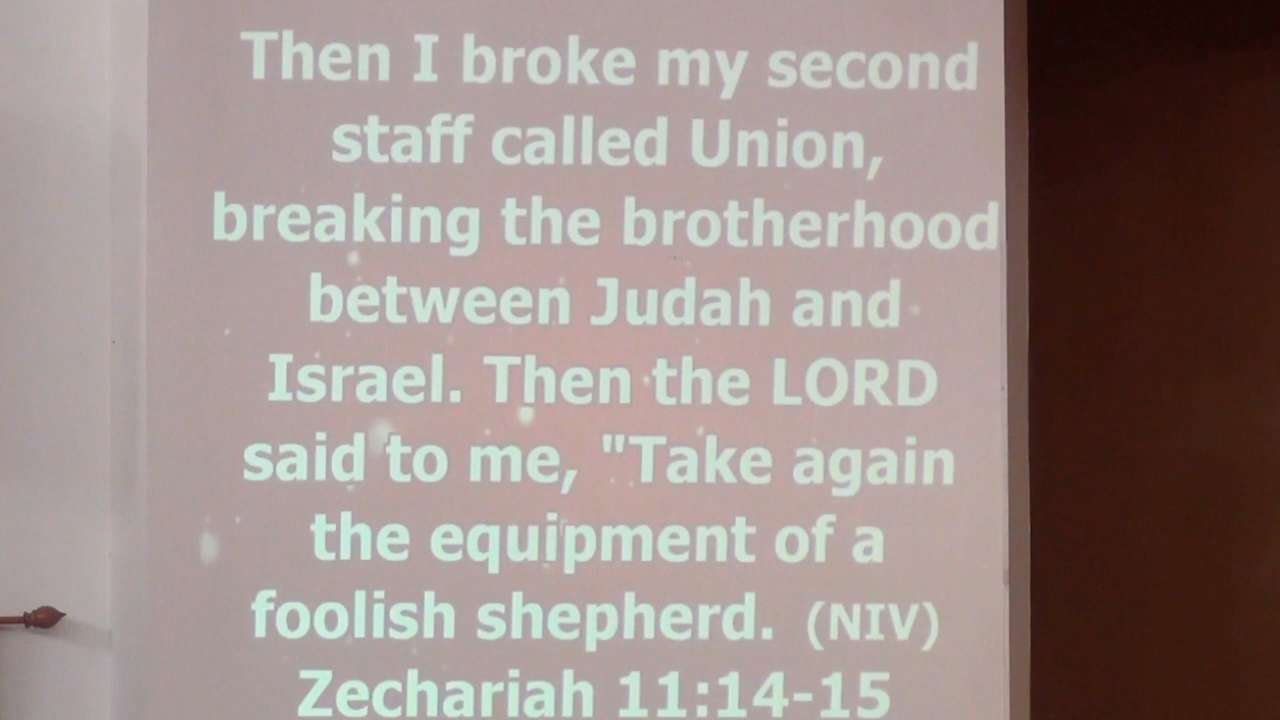 Then I broke my second
staff called Union,
breaking the brotherhood
between Judah and
Israel. Then the LORD
said to me, "Take again
the equipment of a
foolish shepherd. (NIV)
Zechariah 11:14-15